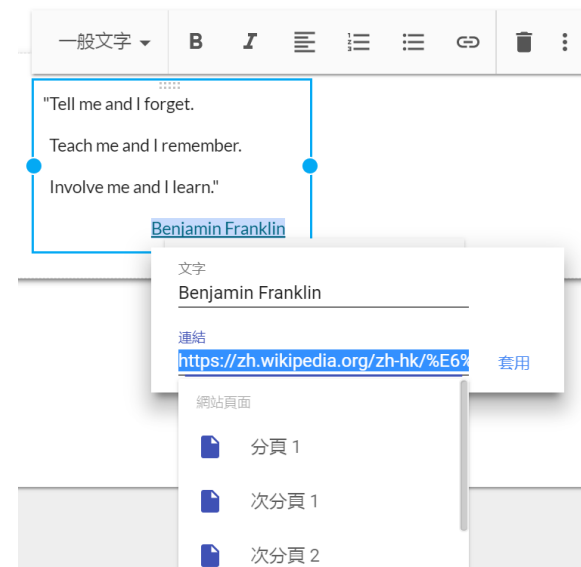 一般文字
"Tell me and I forget.
Teach me and I remember.
Involve me and I learn."
Benjamin Franklin
文字
Benjamin Franklin
連結
https://zh.wikipedia.org/zh-hk/%E6%
套用
網站頁面
分頁 1
次分頁 1
次分頁 2